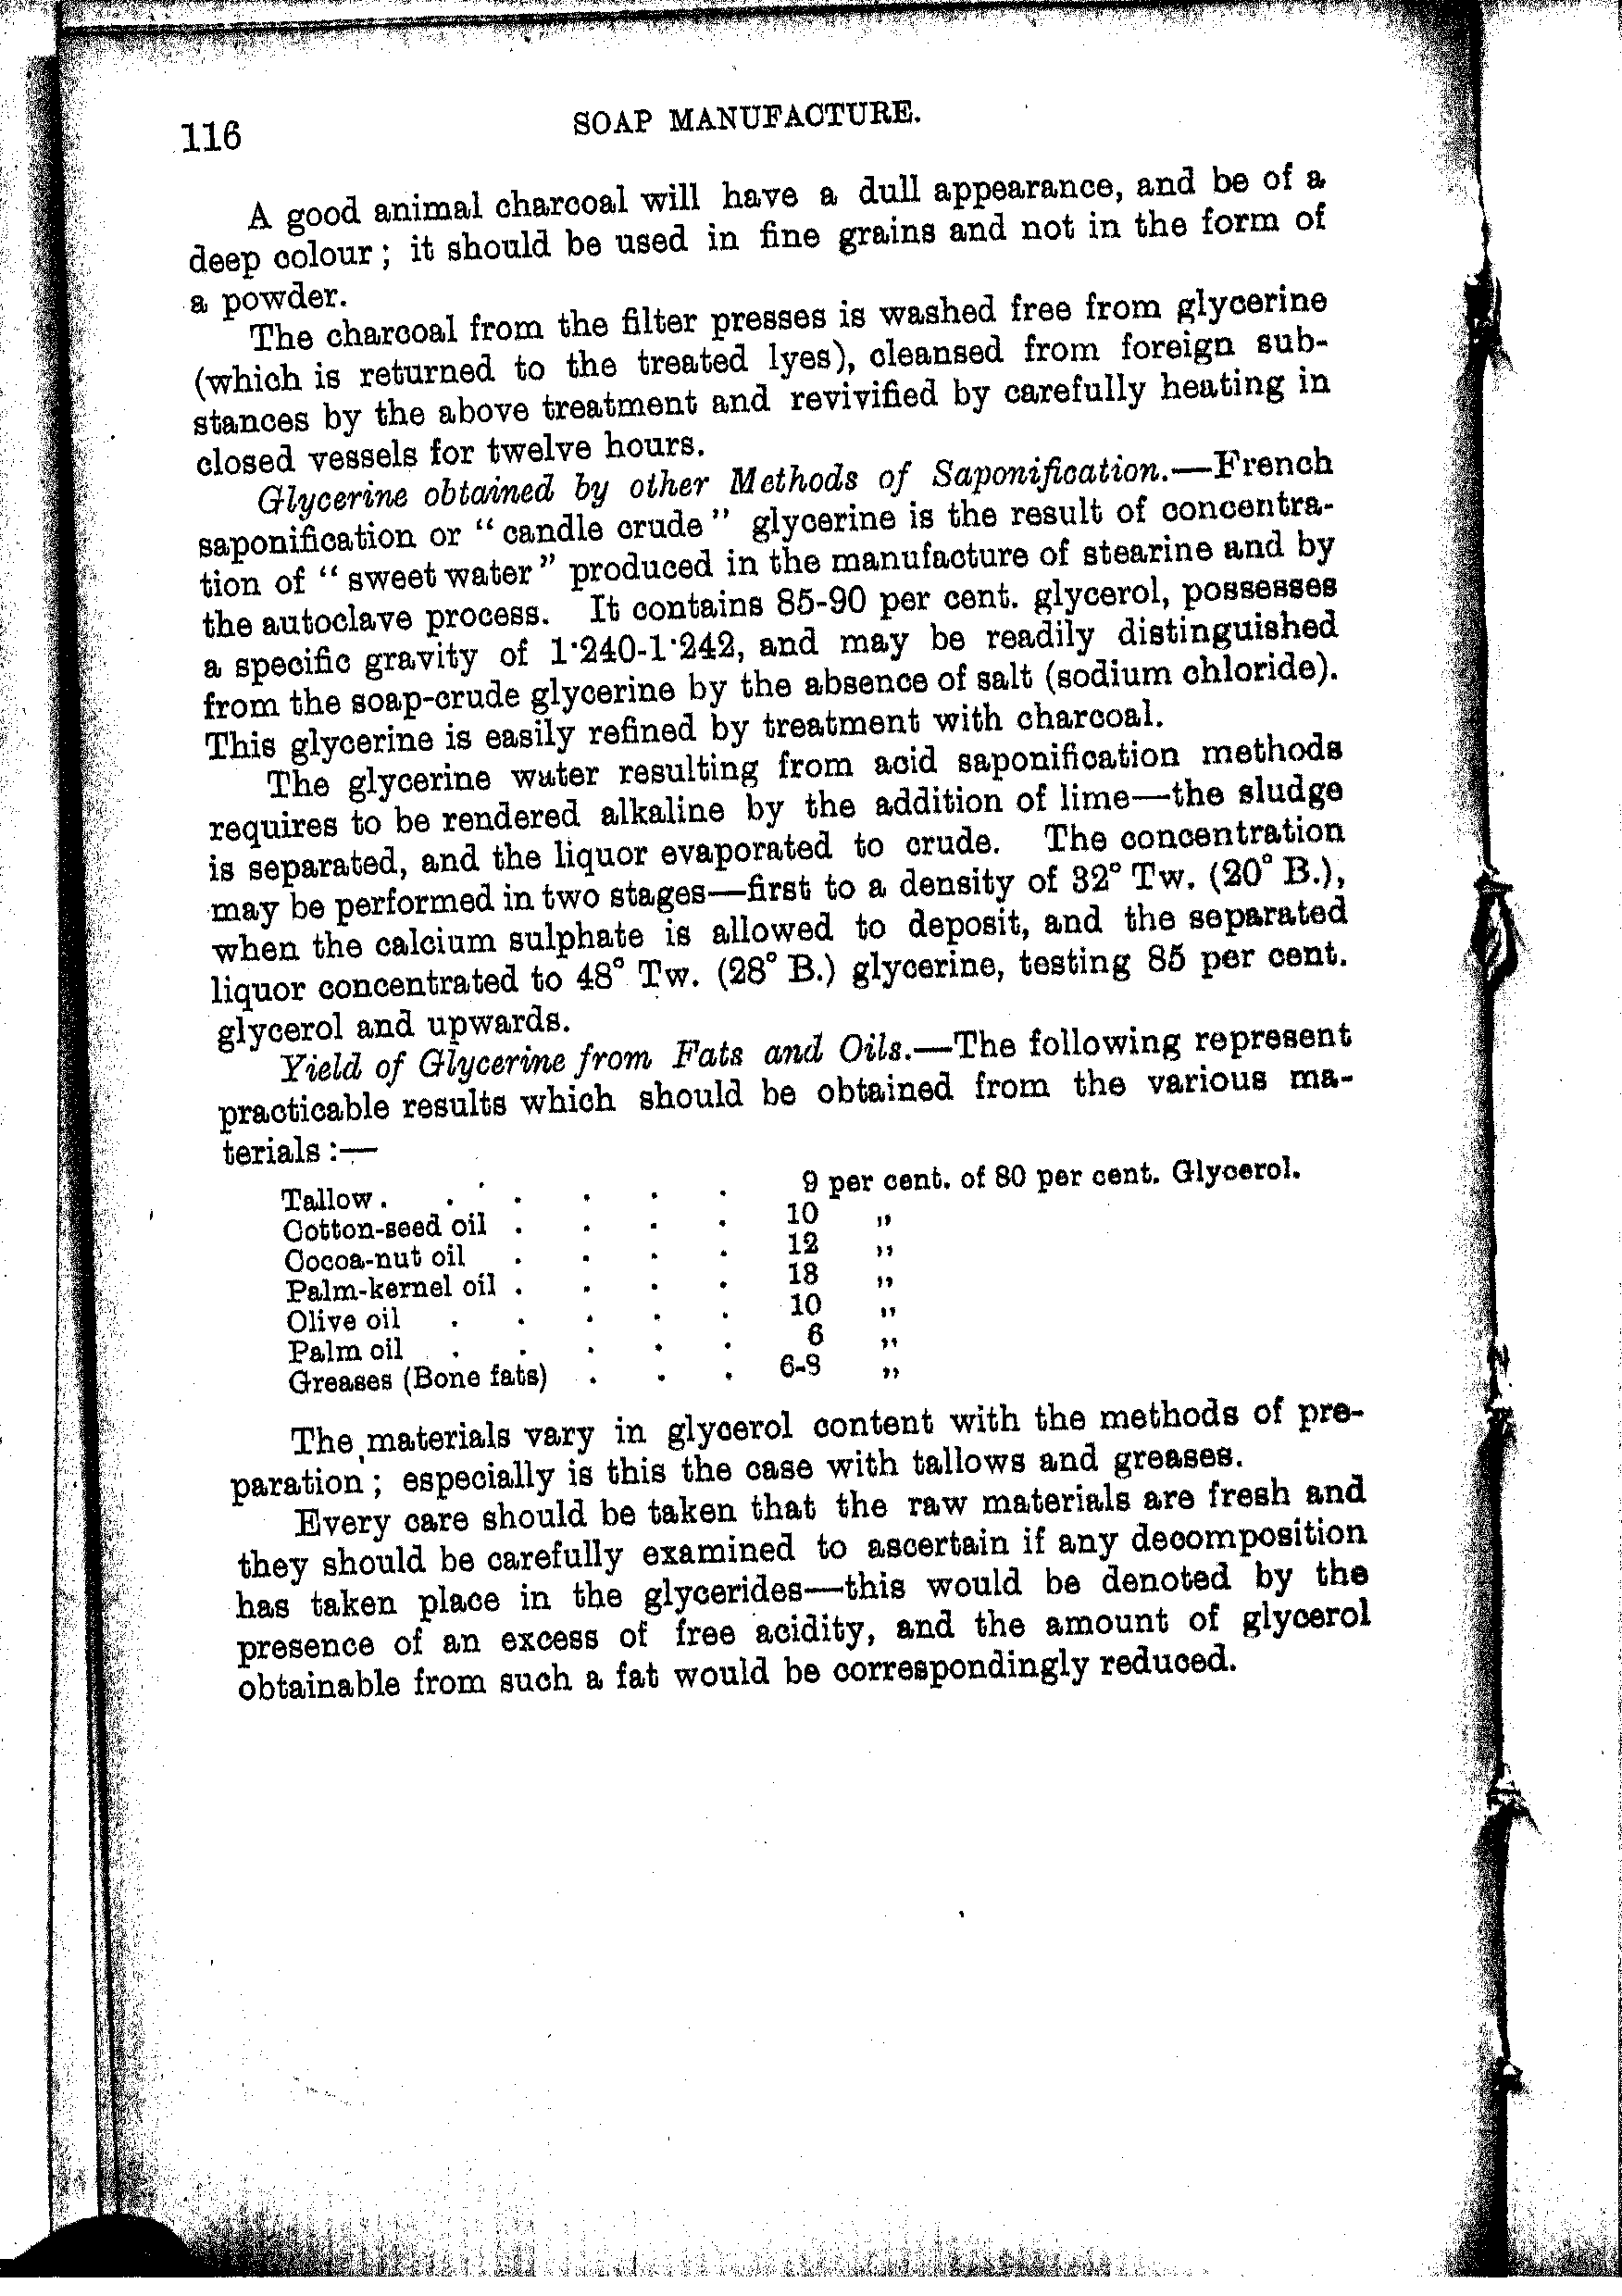 116
SOAP MANUFACTURE.
A good animal charcoal will have a dull appearance, and be of a
deep colour ; it should be used in fine grains and not in the form of
a powder.
The charcoal from the filter presses is washed free from glycerine
(which is returned to the treated lyes), cleansed from foreign sub-
stances by the above treatment and revivified by carefully heating in
closed vessels for twelve hours.
Glycerine obtained by other Methods of Saponification.—French
saponification or “ candle crude ” glycerine is the result of concentra-
tion of “ sweet water ” produced in the manufacture of stearine and by
the autoclave process. It contains 85-90 per cent. glycerol, possesses
a specific gravity of 1·240-1·242, and may be readily distinguished
from the soap-crude glycerine by the absence of salt (sodium chloride).
This glycerine is easily refined by treatment with charcoal.
The glycerine water resulting from acid saponification methods
requires to be rendered alkaline by the addition of lime—the sludge
is separated, and the liquor evaporated to crude. The concentration
may be performed in two stages—first to a density of 32° Tw. (20° B.),
when the calcium sulphate is allowed to deposit, and the separated
liquor concentrated to 48° Tw. (28° B.) glycerine, testing 85 per cent.
glycerol and upwards.
Yield of Glycerine from Fats and Oils.—The following represent
practicable results which should be obtained from the various ma-
terials :—
Tallow . . . . . . 9 per cent. of 80 per cent. Glycerol.
Cotton-seed oil . . . . 10 „
Cocoa-nut oil . . . . 12 „
Palm-kernel oil . . . . 18 „
Olive oil . . . . . 10 „
Palm oil . . . . . 6 „
Greases (Bone fats) . . . 6-8 „
The materials vary in glycerol content with the methods of pre-
paration ; especially is this the case with tallows and greases.
Every care should be taken that the raw materials are fresh and
they should be carefully examined to ascertain if any decomposition
has taken place in the glycerides—this would be denoted by the
presence of an excess of free acidity, and the amount of glycerol
obtainable from such a fat would be correspondingly reduced.